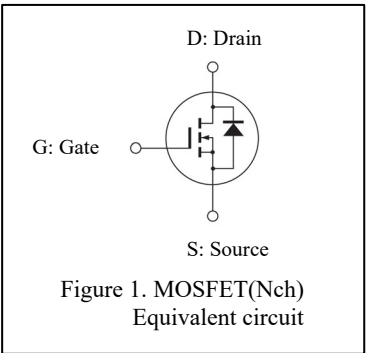 D: Drain
G: Gate
S: Source
Figure 1. MOSFET(Nch)
Equivalent circuit